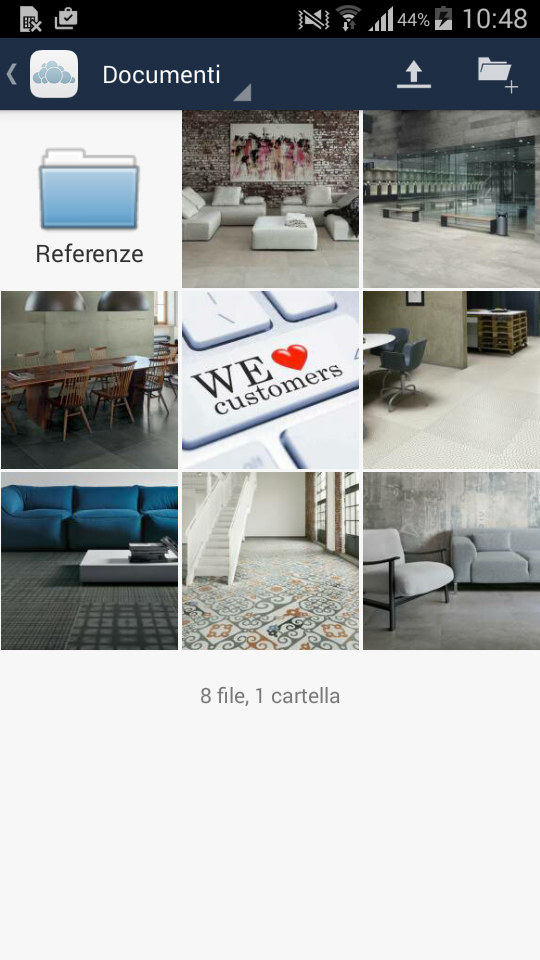 44% 10:48
Documenti
Referenze
WE
customers
8 file, 1 cartella